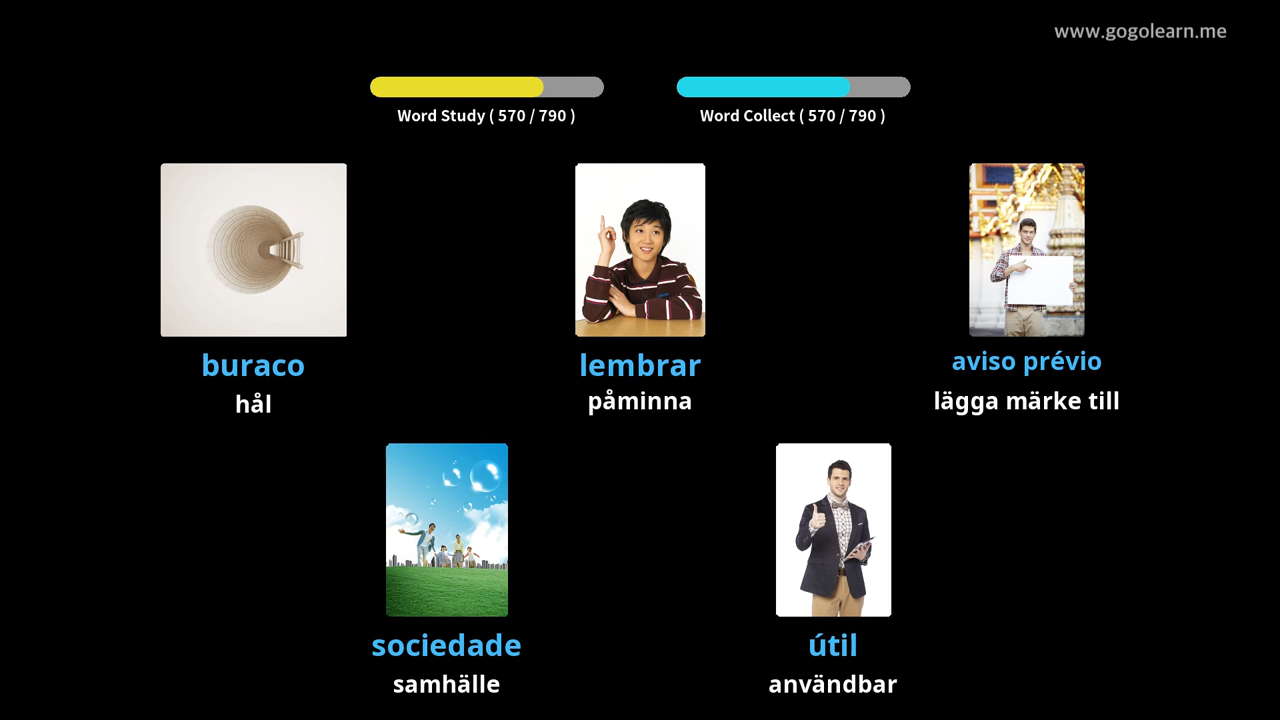 www.gogolearn.me
Word Study ( 570 / 790 )
Word Collect ( 570 / 790 )
buraco
hål
lembrar
påminna
aviso prévio
lägga märke till
sociedade
samhälle
útil
användbar